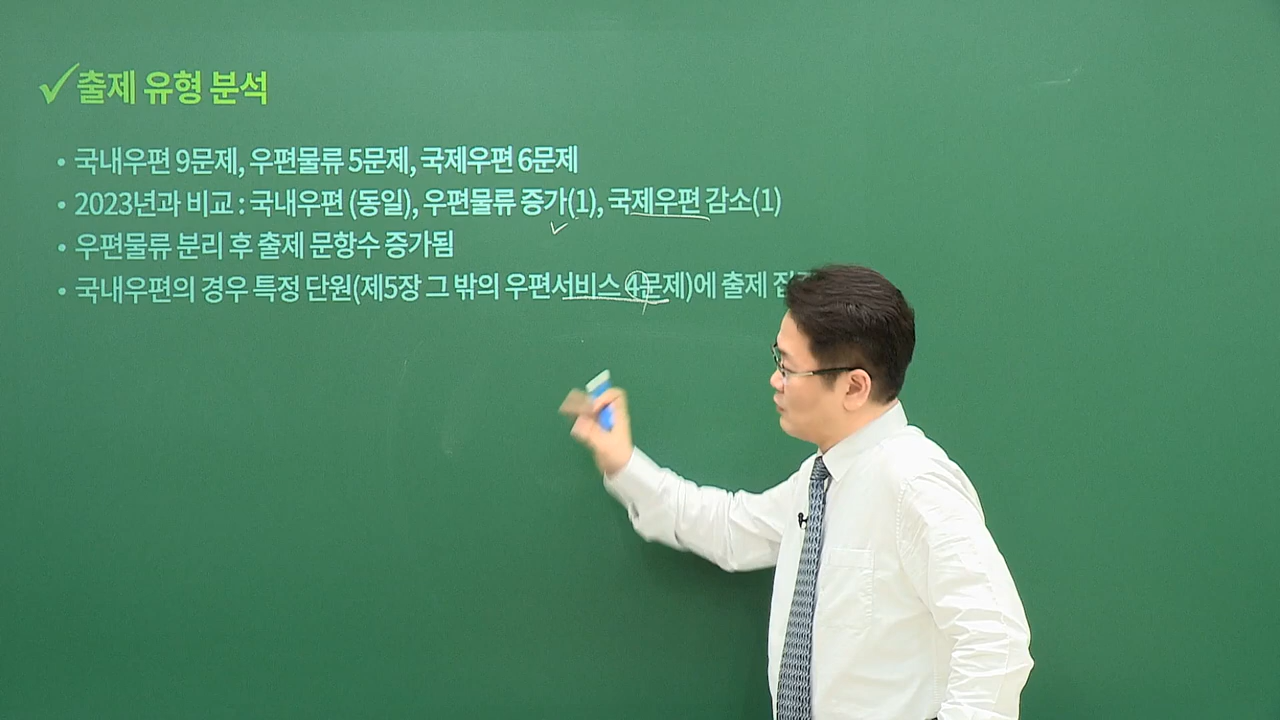 ✓출제 유형 분석
• 국내우편 9문제, 우편물류 5문제, 국제우편 6문제
• 2023년과 비교 : 국내우편 (동일), 우편물류 증가(1), 국제우편 감소(1)
• 우편물류 분리 후 출제 문항수 증가됨
• 국내우편의 경우 특정 단원(제5장 그 밖의 우편서비스 4문제)에 출제